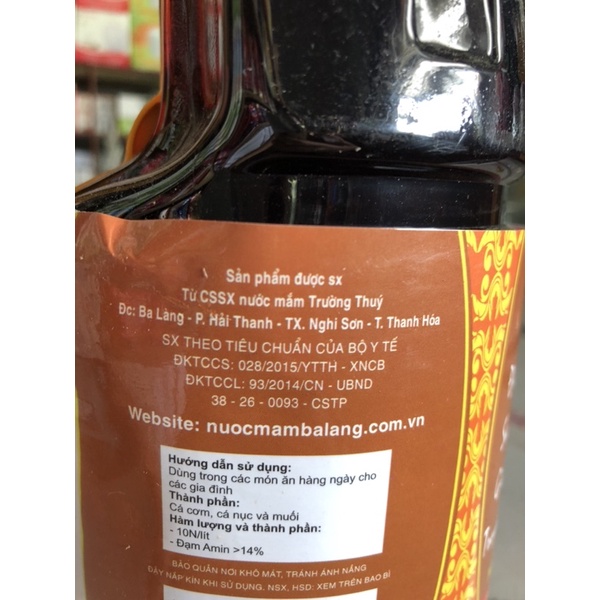 Sản phẩm được sx
Từ CSSX nước mắm Trường Thuý
Đc: Ba Làng - P. Hải Thanh - TX. Nghi Sơn - T. Thanh Hóa
SX THEO TIÊU CHUẨN CỦA BỘ Y TẾ
ĐKTCCS: 028/2015/YTTH - XNCB
ĐKTCCL: 93/2014/CN - UBND
38 - 26 - 0093 - CSTP
Website: nuocmambalang.com.vn
Hướng dẫn sử dụng:
Dùng trong các món ăn hàng ngày cho
các gia đình
Thành phần:
Cá cơm, cá nục và muối
Hàm lượng và thành phần:
- 10N/lít
- Đạm Amin >14%
BẢO QUẢN NƠI KHÔ MÁT, TRÁNH ÁNH NẮNG
ĐẬY NẮP KÍN KHI SỬ DỤNG. NSX, HSD: XEM TRÊN BAO BÌ